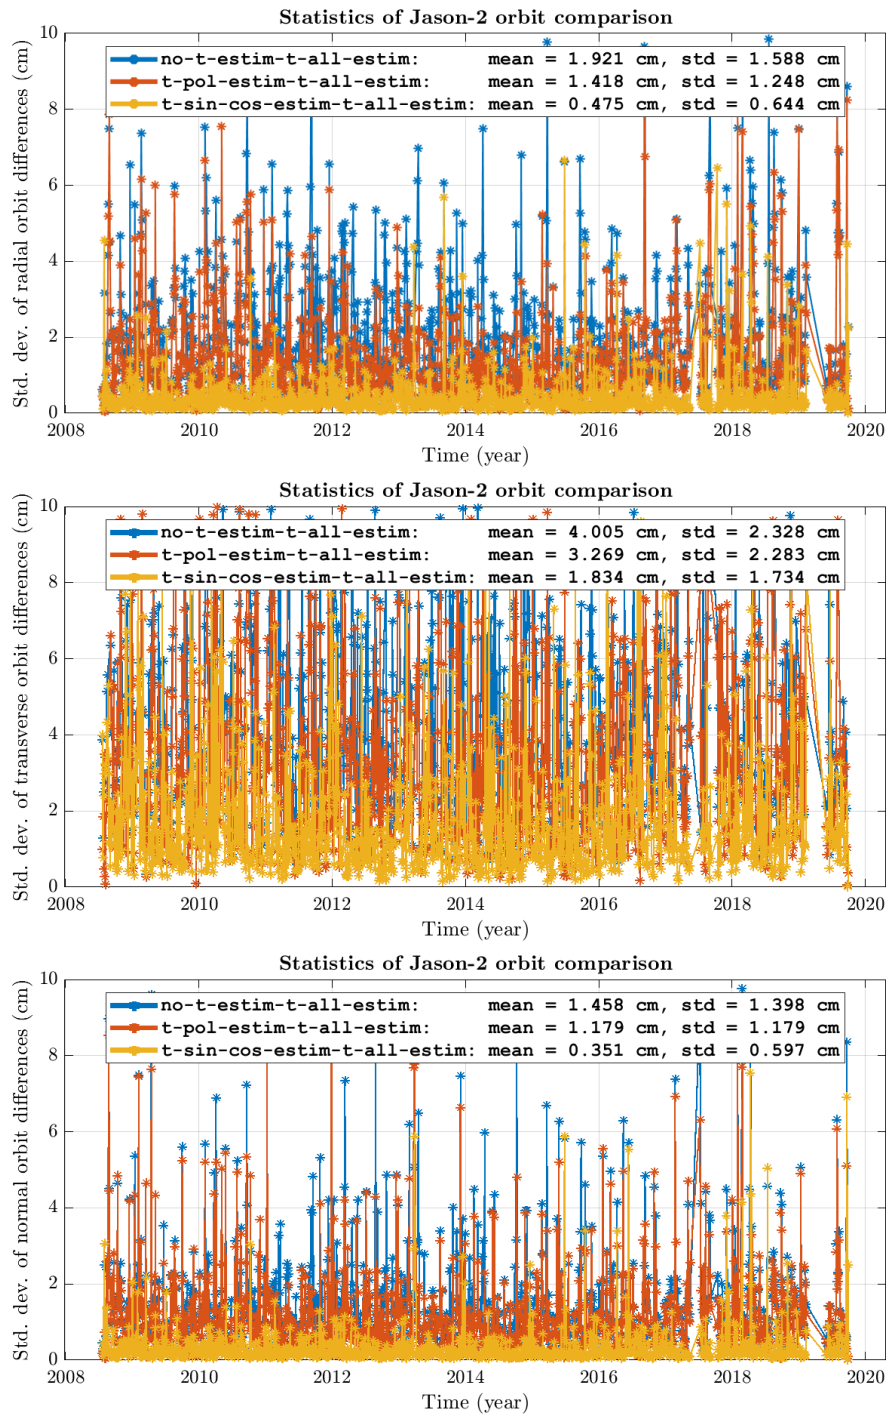 Statistics of Jason-2 orbit comparison
Std. dev. of radial orbit differences (cm)
10
no-t-estim-t-all-estim: mean = 1.921 cm, std = 1.588 cm
t-pol-estim-t-all-estim: mean = 1.418 cm, std = 1.248 cm
t-sin-cos-estim-t-all-estim: mean = 0.475 cm, std = 0.644 cm
8
6
4
2
0
2008 2010 2012 2014 2016 2018 2020
Time (year)
Statistics of Jason-2 orbit comparison
Std. dev. of transverse orbit differences (cm)
10
no-t-estim-t-all-estim: mean = 4.005 cm, std = 2.328 cm
t-pol-estim-t-all-estim: mean = 3.269 cm, std = 2.283 cm
t-sin-cos-estim-t-all-estim: mean = 1.834 cm, std = 1.734 cm
8
6
4
2
0
2008 2010 2012 2014 2016 2018 2020
Time (year)
Statistics of Jason-2 orbit comparison
Std. dev. of normal orbit differences (cm)
10
no-t-estim-t-all-estim: mean = 1.458 cm, std = 1.398 cm
t-pol-estim-t-all-estim: mean = 1.179 cm, std = 1.179 cm
t-sin-cos-estim-t-all-estim: mean = 0.351 cm, std = 0.597 cm
8
6
4
2
0
2008 2010 2012 2014 2016 2018 2020
Time (year)